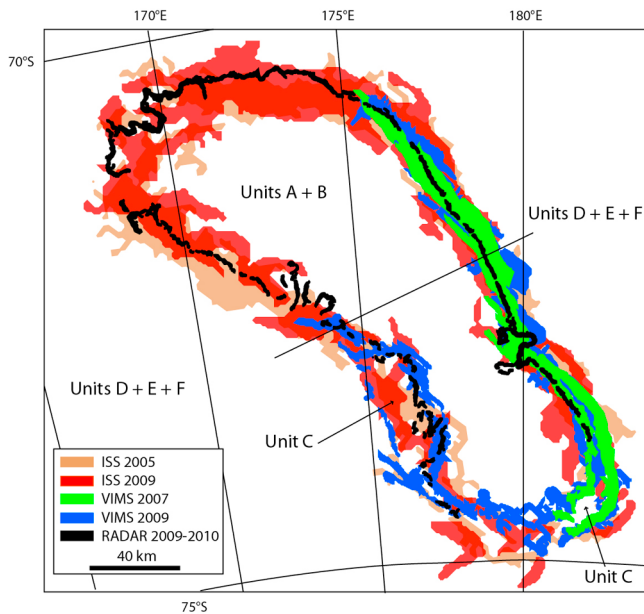 170°E
175°E
180°E
70°S
Units A + B
Units D + E + F
Units D + E + F
Unit C
ISS 2005
ISS 2009
VIMS 2007
VIMS 2009
RADAR 2009-2010
40 km
Unit C
75°S